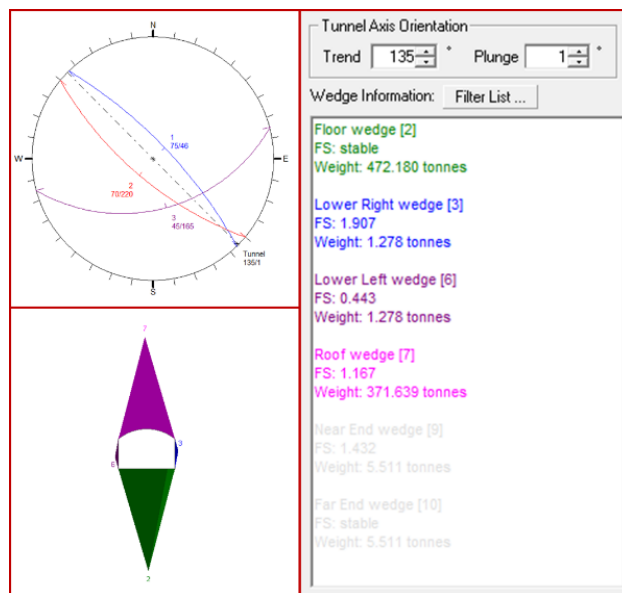 N
W
E
S
1
75/46
2
70/220
3
45/165
Tunnel
135/1
7
6
3
2
Tunnel Axis Orientation
Trend 135 ° Plunge 1 °
Wedge Information: Filter List ...
Floor wedge [2]
FS: stable
Weight: 472.180 tonnes
Lower Right wedge [3]
FS: 1.907
Weight: 1.278 tonnes
Lower Left wedge [6]
FS: 0.443
Weight: 1.278 tonnes
Roof wedge [7]
FS: 1.167
Weight: 371.639 tonnes
Near End wedge [9]
FS: 1.432
Weight: 5.511 tonnes
Far End wedge [10]
FS: stable
Weight: 5.511 tonnes